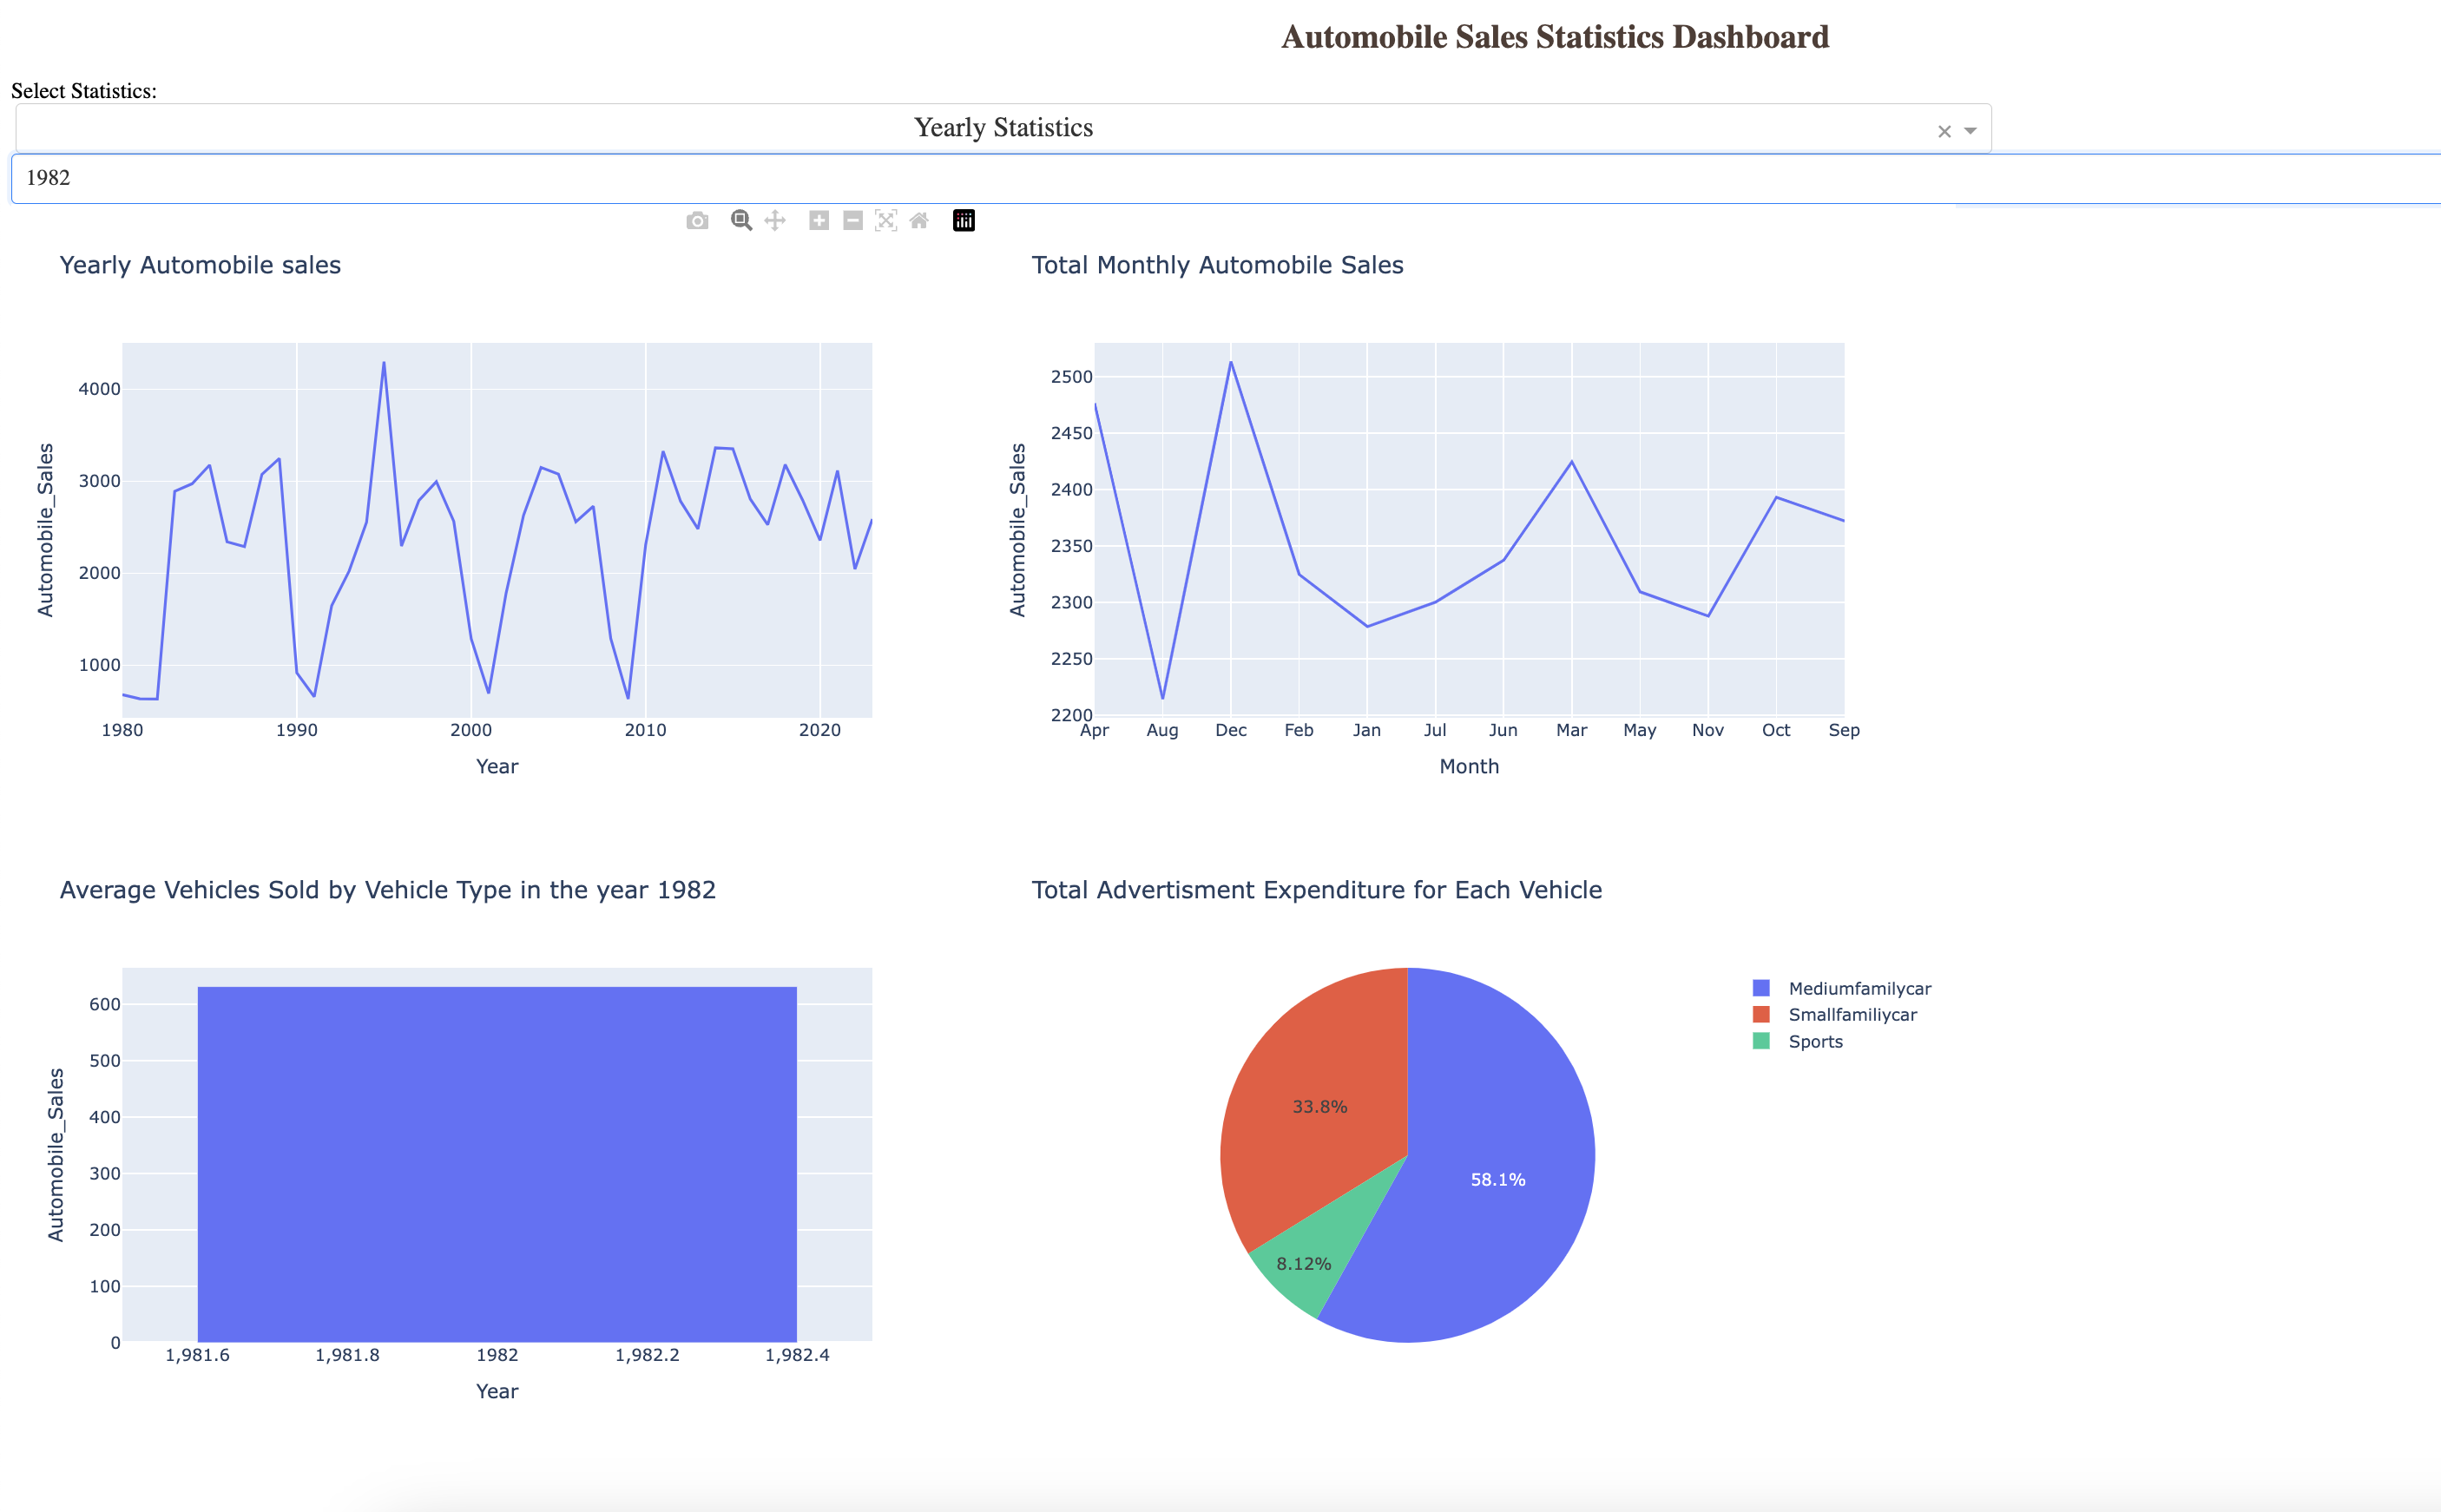 Automobile Sales Statistics Dashboard
Select Statistics:
Yearly Statistics
1982
Yearly Automobile sales
Automobile_Sales
4000
3000
2000
1000
1980 1990 2000 2010 2020
Year
Total Monthly Automobile Sales
Automobile_Sales
2500
2450
2400
2350
2300
2250
2200
Apr Aug Dec Feb Jan Jul Jun Mar May Nov Oct Sep
Month
Average Vehicles Sold by Vehicle Type in the year 1982
Automobile_Sales
600
500
400
300
200
100
0
1,981.6 1,981.8 1982 1,982.2 1,982.4
Year
Total Advertisment Expenditure for Each Vehicle
33.8%
58.1%
8.12%
Mediumfamilycar
Smallfamiliycar
Sports